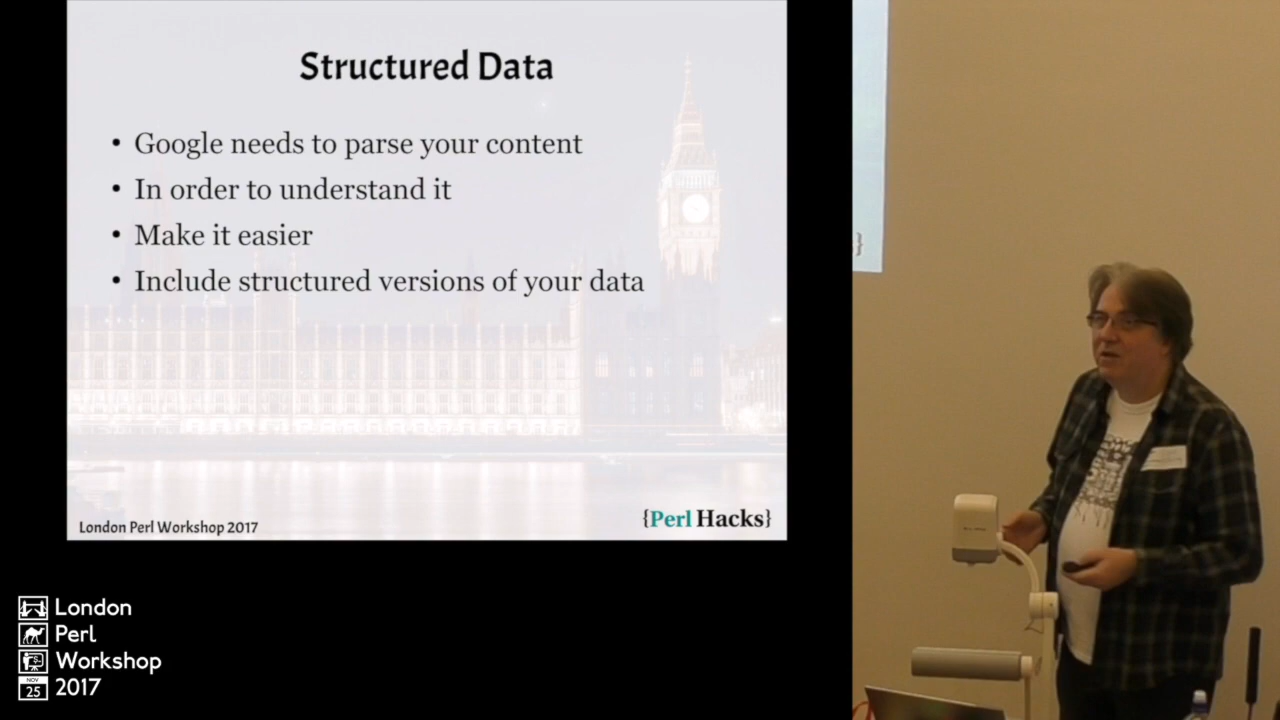 Structured Data
• Google needs to parse your content
• In order to understand it
• Make it easier
• Include structured versions of your data
London Perl Workshop 2017
{Perl Hacks}
}
London
Perl
Workshop
NOV
25
2017